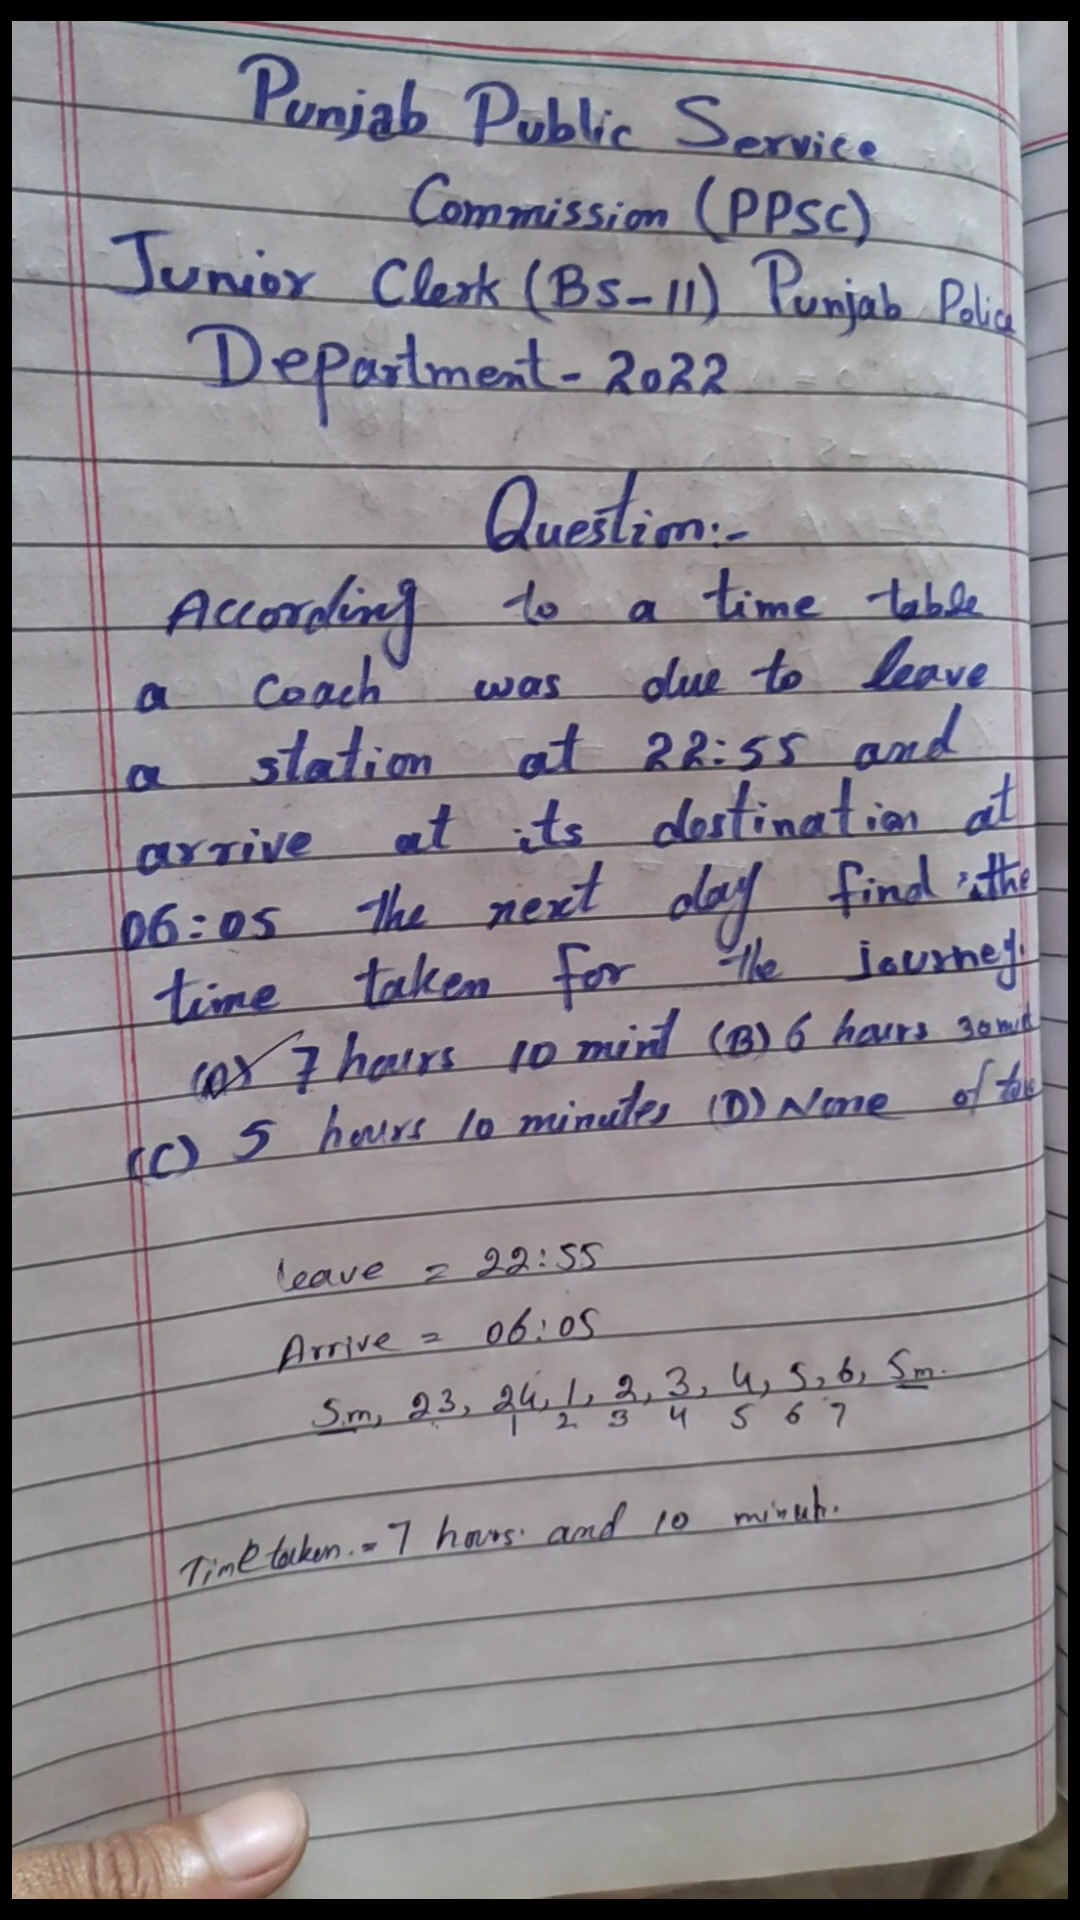 Punjab Public Service
Commission (PPSC)
Junior Clerk (BS-11) Punjab Police
Department - 2022
Question:-
According to a time table
a coach was due to leave
a station at 22:55 and
arrive at its destination at
06:05 the next day find the
time taken for the journey.
(A) 7 hours 10 mint (B) 6 hours 30 mint
(C) 5 hours 10 minutes (D) None of
leave = 22:55
Arrive = 06:05
5m, 23, 24, 1, 2, 3, 4, 5, 6, 5m.
1 2 3 4 5 6 7
Time taken = 7 hours. and 10 minut.